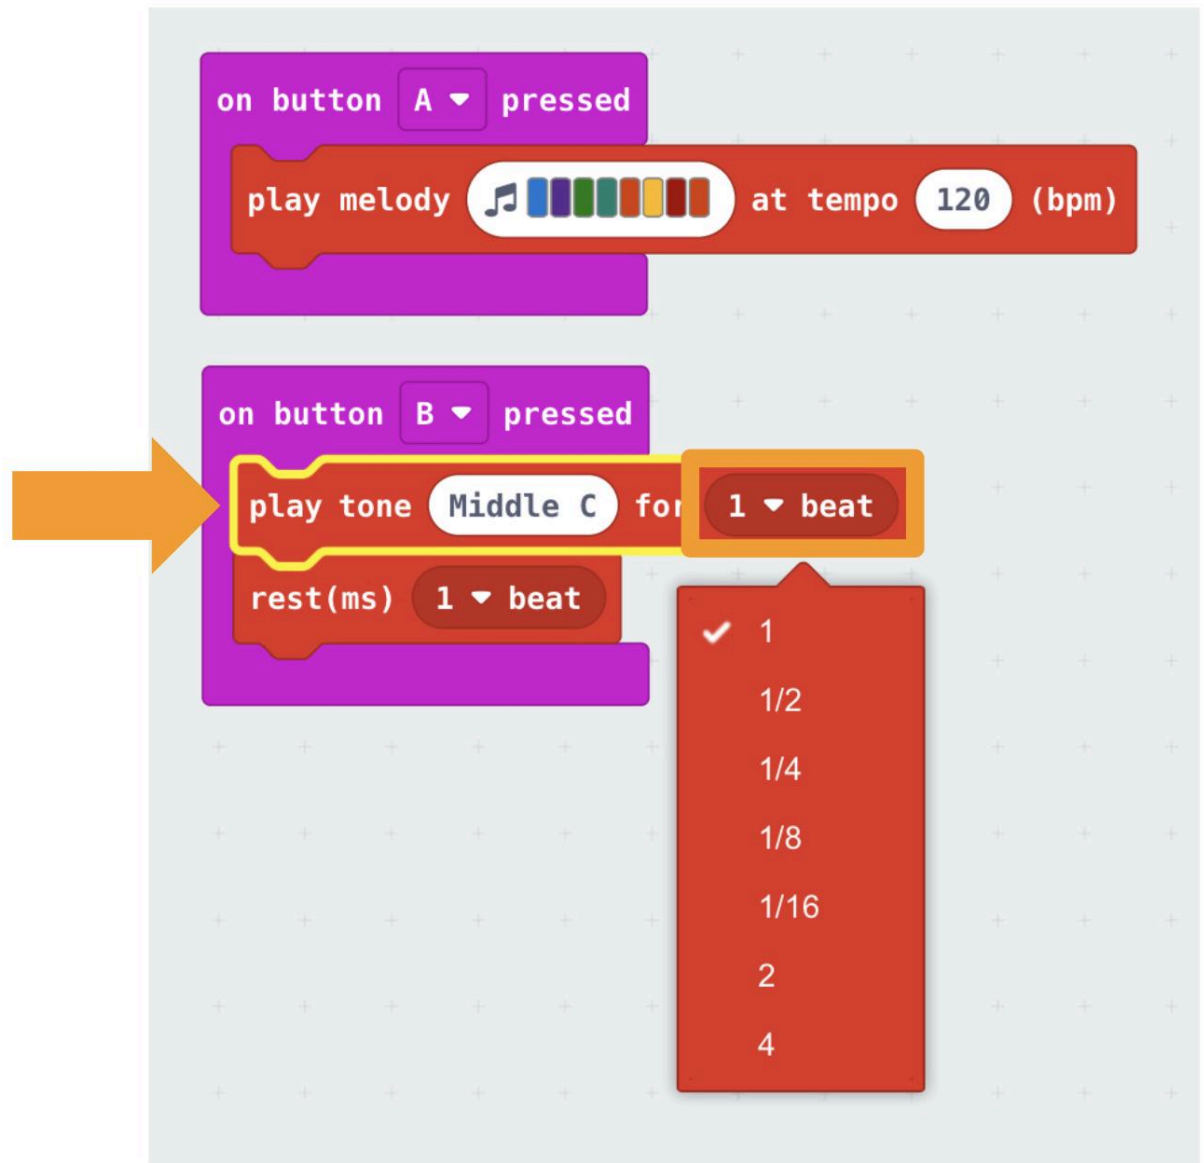 on button A pressed
play melody at tempo 120 (bpm)
on button B pressed
play tone Middle C for 1 beat
rest(ms) 1 beat
1
1/2
1/4
1/8
1/16
2
4